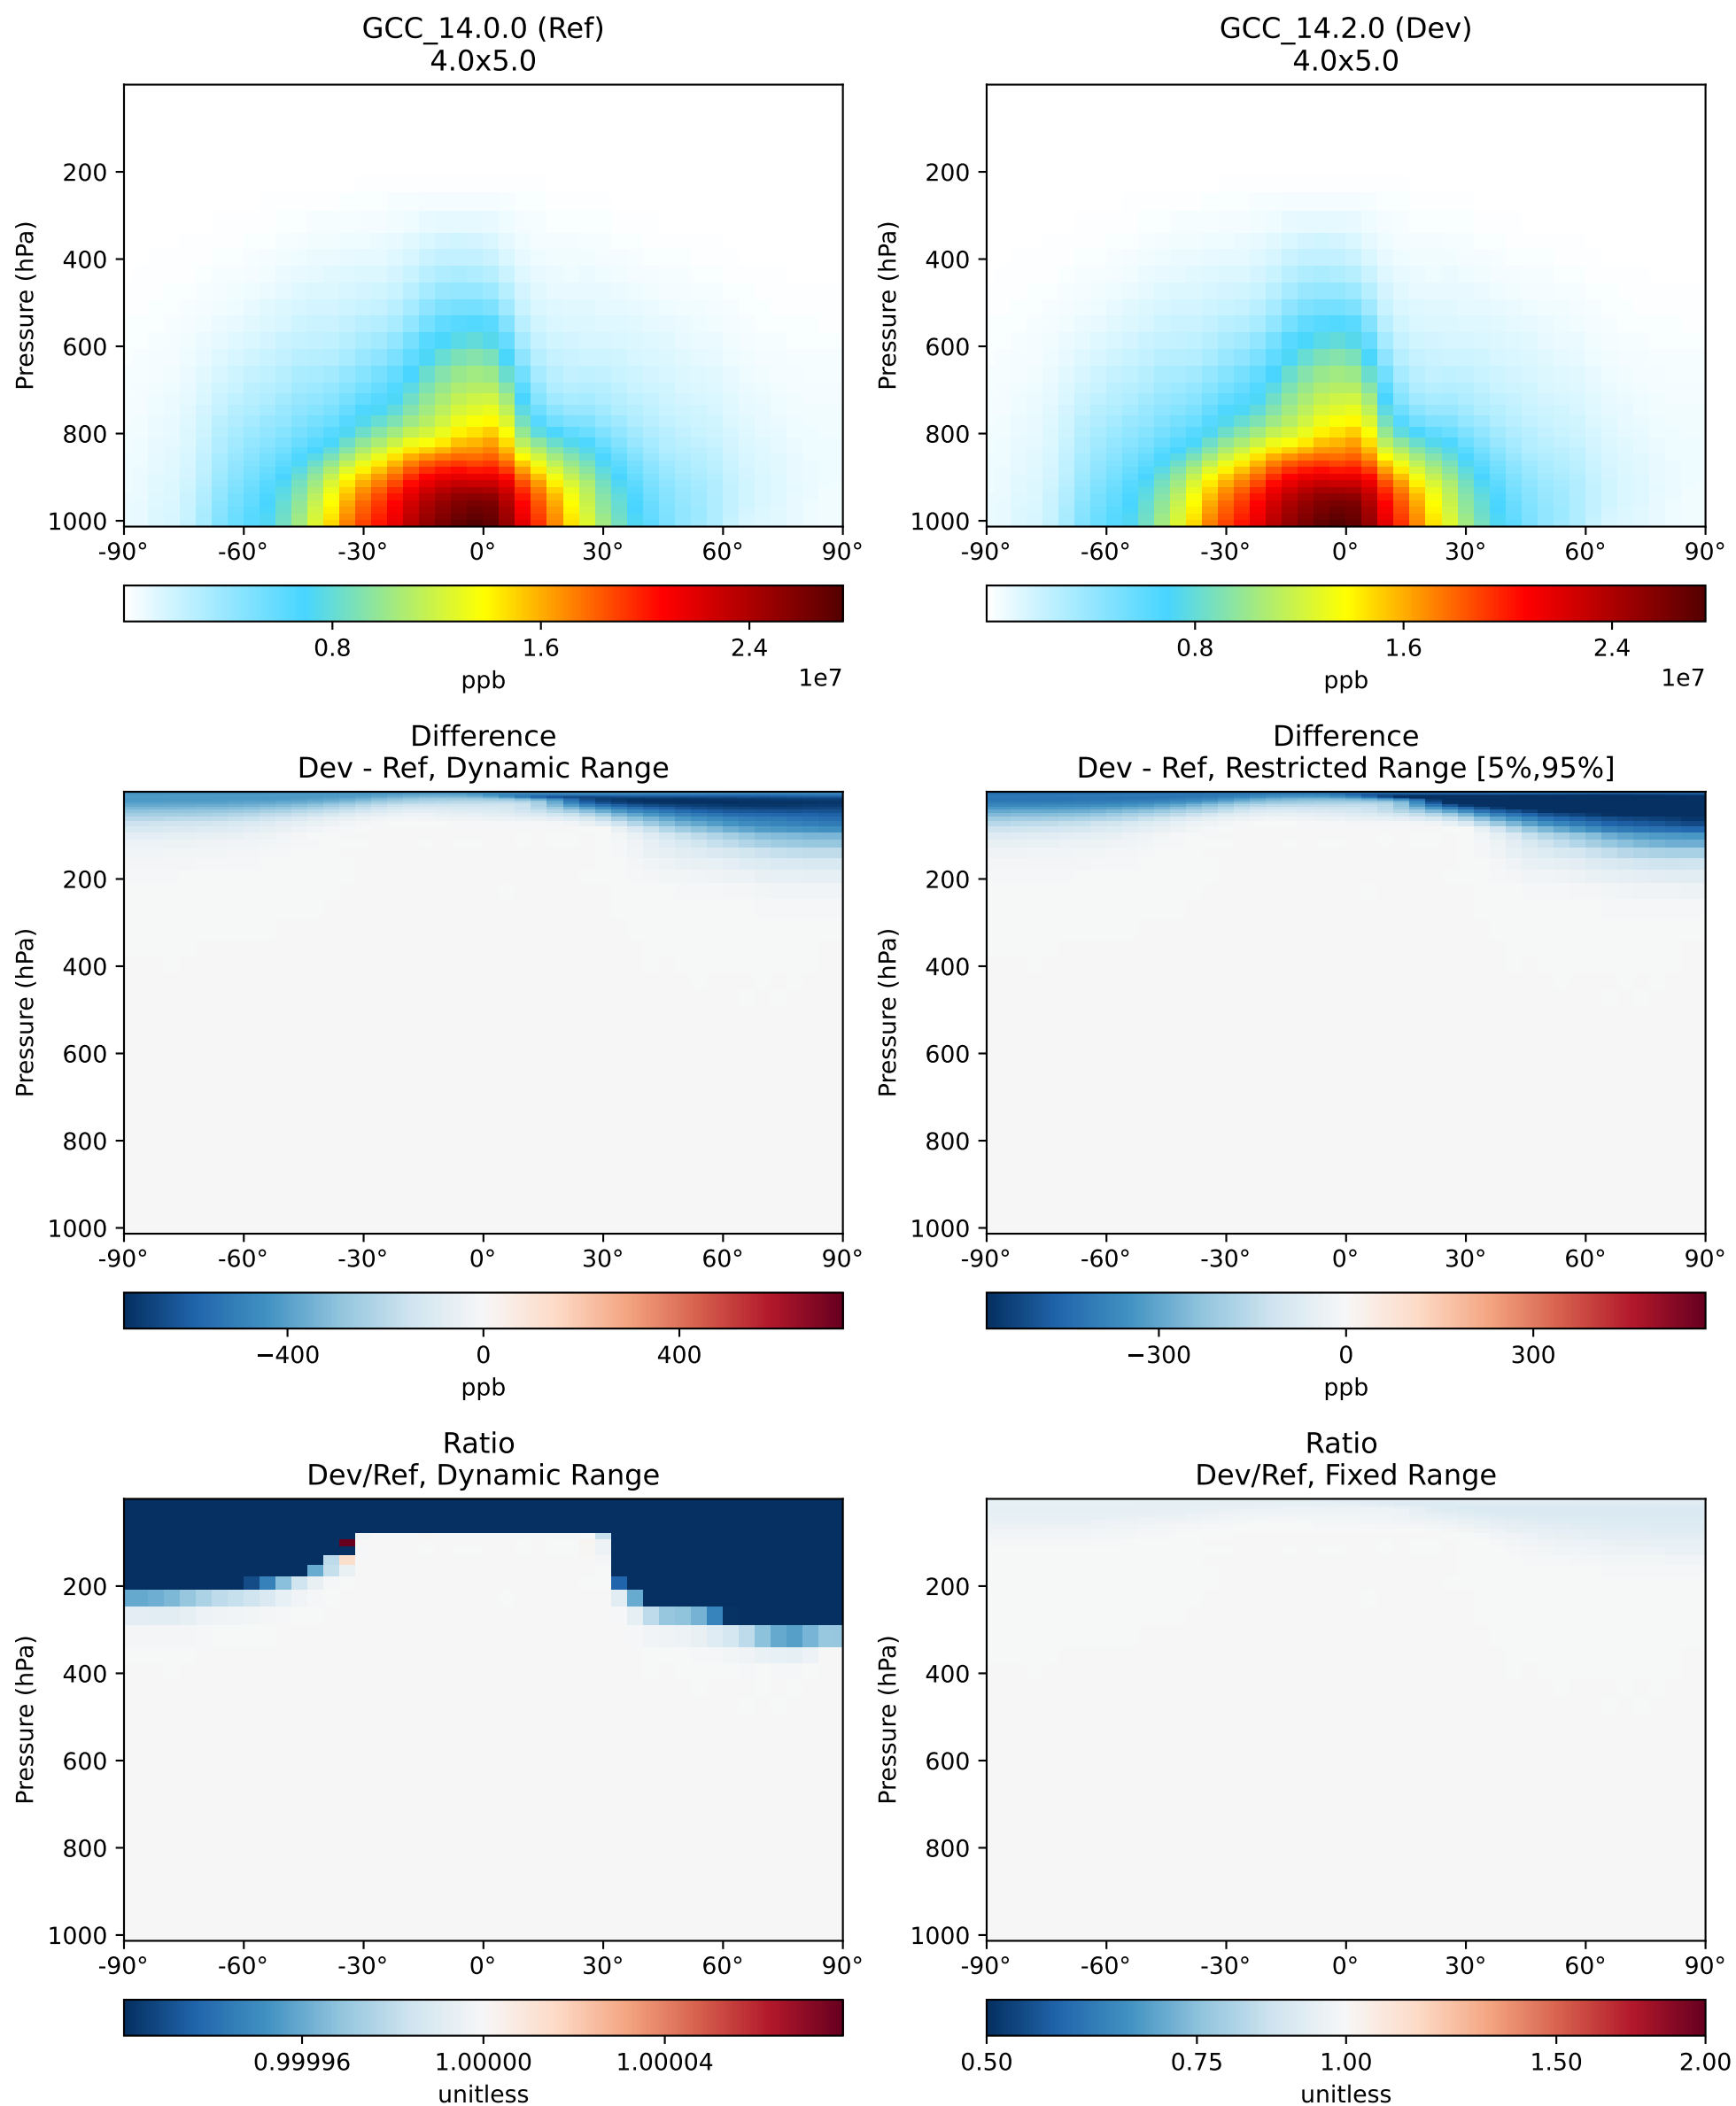 GCC_14.0.0 (Ref)
4.0x5.0
200
400
600
800
1000
Pressure (hPa)
-90° -60° -30° 0° 30° 60° 90°
0.8 1.6 2.4
1e7
ppb
GCC_14.2.0 (Dev)
4.0x5.0
200
400
600
800
1000
Pressure (hPa)
-90° -60° -30° 0° 30° 60° 90°
0.8 1.6 2.4
1e7
ppb
Difference
Dev - Ref, Dynamic Range
200
400
600
800
1000
Pressure (hPa)
-90° -60° -30° 0° 30° 60° 90°
−400 0 400
ppb
Difference
Dev - Ref, Restricted Range [5%,95%]
200
400
600
800
1000
Pressure (hPa)
-90° -60° -30° 0° 30° 60° 90°
−300 0 300
ppb
Ratio
Dev/Ref, Dynamic Range
200
400
600
800
1000
Pressure (hPa)
-90° -60° -30° 0° 30° 60° 90°
0.99996 1.00000 1.00004
unitless
Ratio
Dev/Ref, Fixed Range
200
400
600
800
1000
Pressure (hPa)
-90° -60° -30° 0° 30° 60° 90°
0.50 0.75 1.00 1.50 2.00
unitless